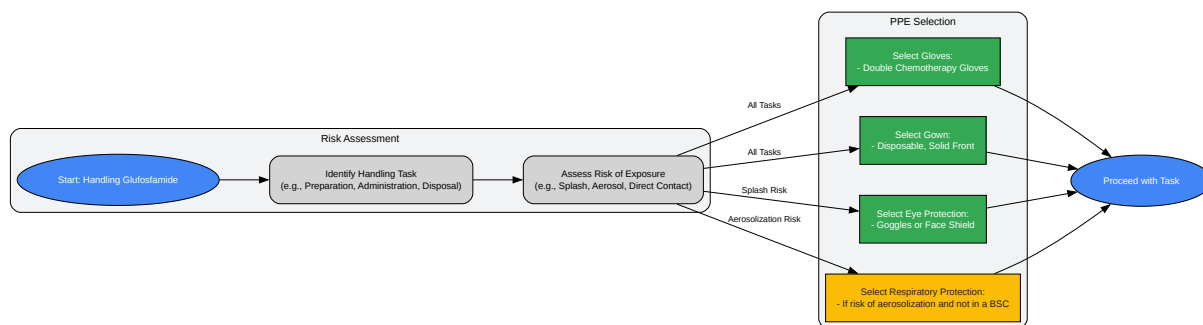 PPE Selection
Select Gloves:
- Double Chemotherapy Gloves
All Tasks
Risk Assessment
Select Gown:
- Disposable, Solid Front
All Tasks
Start: Handling Glufosfamide
Identify Handling Task
(e.g., Preparation, Administration, Disposal)
Assess Risk of Exposure
(e.g., Splash, Aerosol, Direct Contact)
Proceed with Task
Splash Risk
Select Eye Protection:
- Goggles or Face Shield
Aerosolization Risk
Select Respiratory Protection:
- If risk of aerosolization and not in a BSC